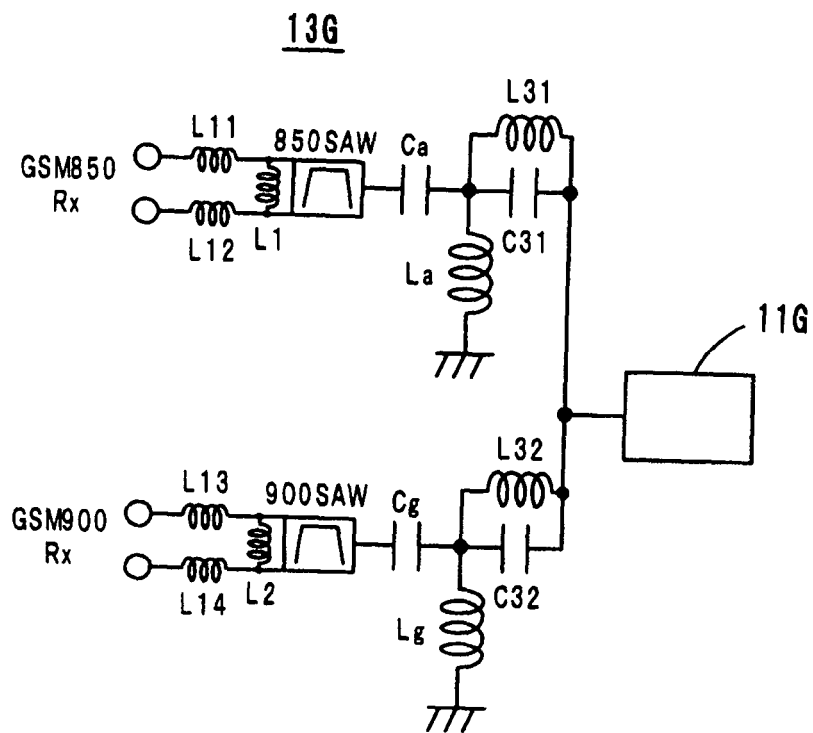 13G
L31
L11
850SAW
Ca
GSM850
Rx
L12
L1
C31
La
11G
L32
L13
900SAW
Cg
GSM900
Rx
L14
L2
C32
Lg